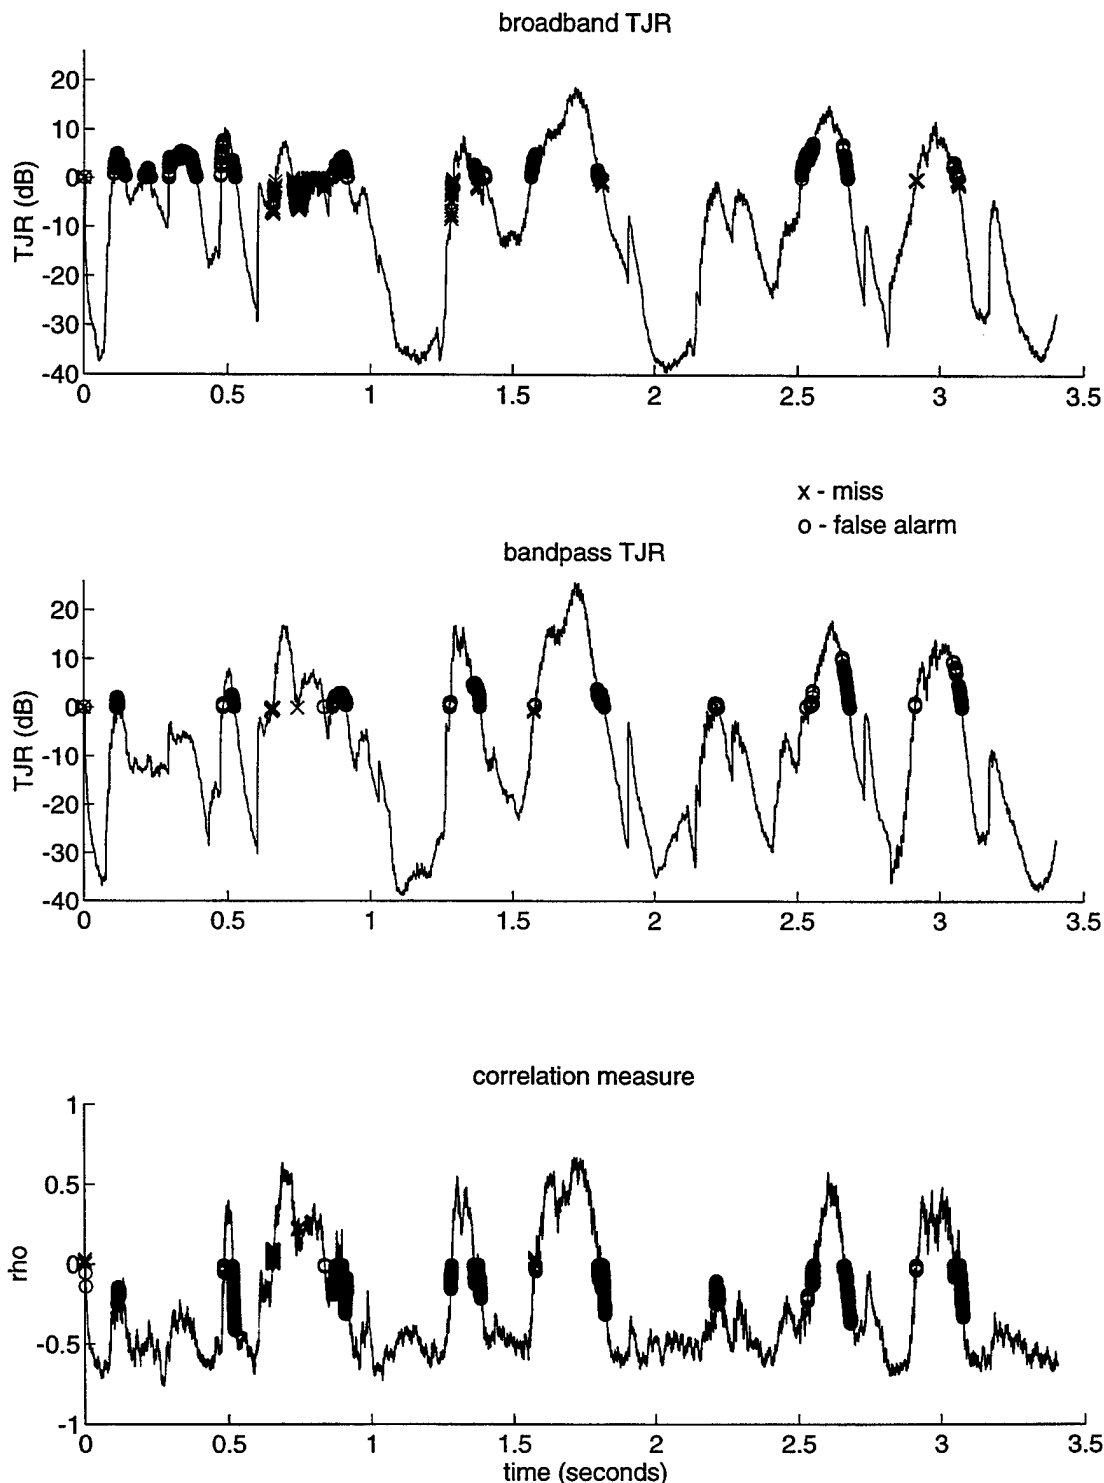 broadband TJR
TJR (dB)
20
10
0
-10
-20
-30
-40
0 0.5 1 1.5 2 2.5 3 3.5
x - miss
o - false alarm
bandpass TJR
TJR (dB)
20
10
0
-10
-20
-30
-40
0 0.5 1 1.5 2 2.5 3 3.5
correlation measure
rho
1
0.5
0
-0.5
-1
0 0.5 1 1.5 2 2.5 3 3.5
time (seconds)